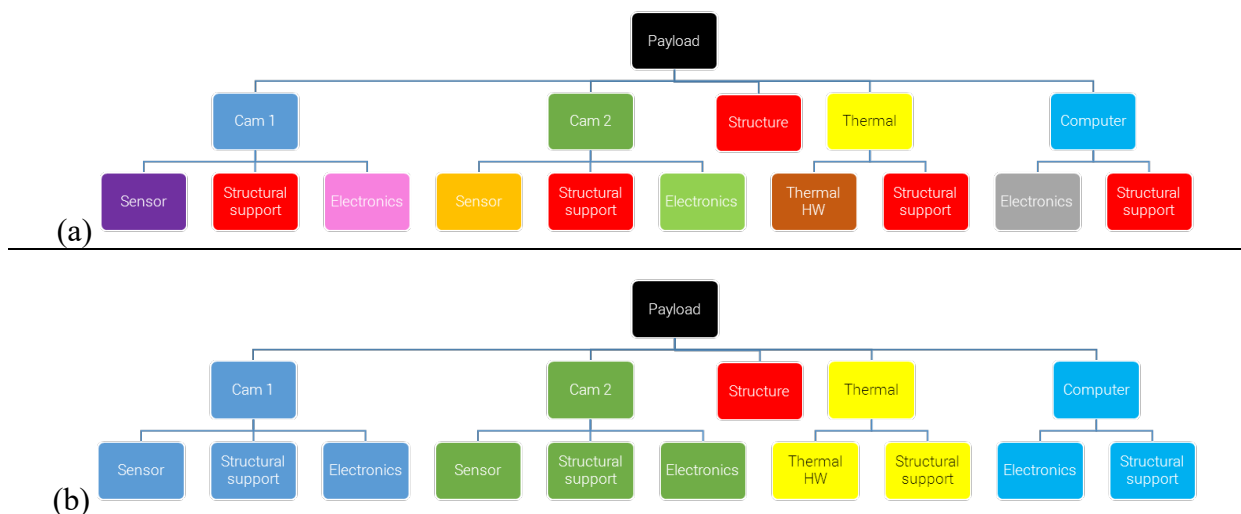 Payload
Cam 1
Cam 2
Structure
Thermal
Computer
Sensor
Structural
support
Electronics
Sensor
Structural
support
Electronics
Thermal
HW
Structural
support
Electronics
Structural
support
(a)
Payload
Cam 1
Cam 2
Structure
Thermal
Computer
Sensor
Structural
support
Electronics
Sensor
Structural
support
Electronics
Thermal
HW
Structural
support
Electronics
Structural
support
(b)